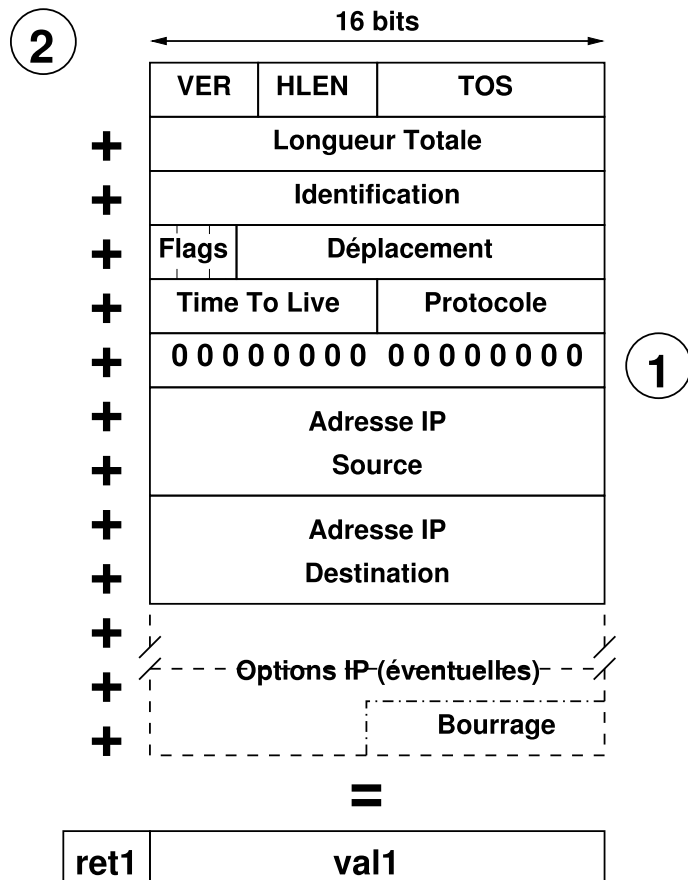 2
16 bits
VER HLEN TOS
+ Longueur Totale
+ Identification
+ Flags Déplacement
+ Time To Live Protocole
+ 0 0 0 0 0 0 0 0 0 0 0 0 0 0 0 0
1
+ Adresse IP
+ Source
+ Adresse IP
+ Destination
+
+ Options IP (éventuelles)
+ Bourrage
=
ret1 val1